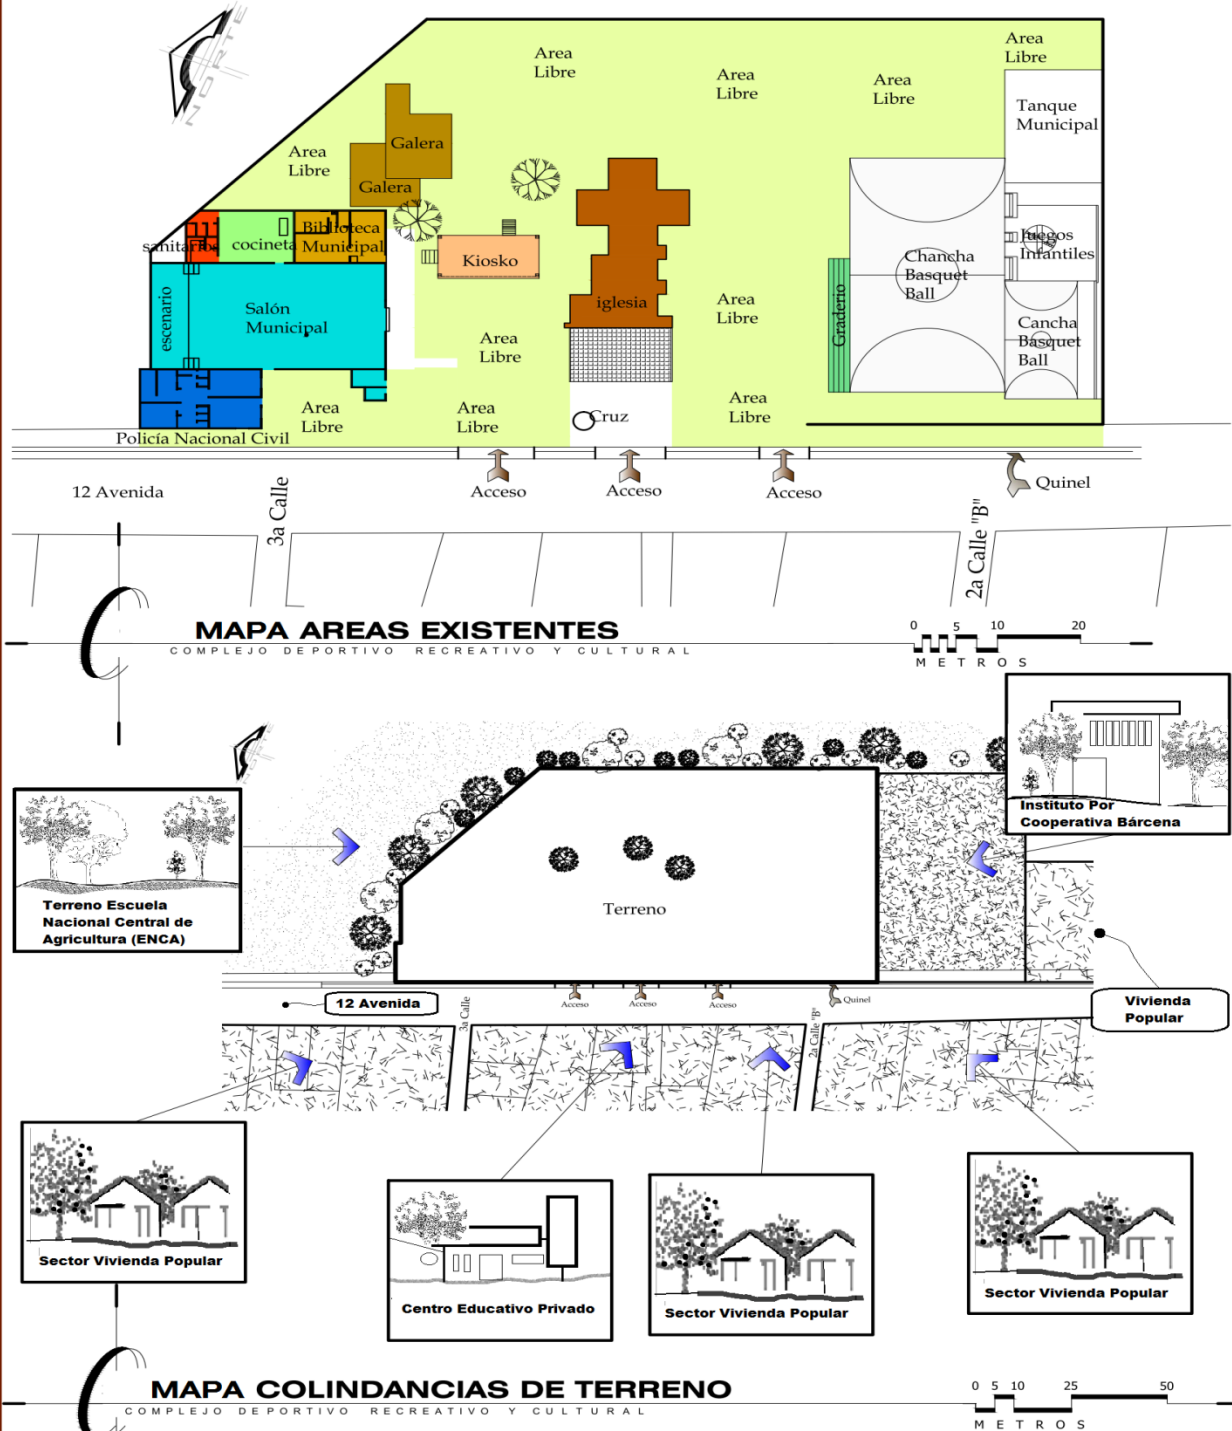 NORTE
Area
Libre
Area
Libre
Area
Libre
Area
Libre
Tanque
Municipal
Galera
Galera
Area
Libre
sanitarios
cocineta
Biblioteca
Municipal
Kiosko
iglesia
escenario
Salón
Municipal
Area
Libre
Area
Libre
Graderio
Chancha
Basquet
Ball
Juegos
Infantiles
Cancha
Basquet
Ball
Area
Libre
Area
Libre
Cruz
Area
Libre
Policía Nacional Civil
12 Avenida
3a Calle
Acceso
Acceso
Acceso
Quinel
2a Calle "B"
MAPA AREAS EXISTENTES
COMPLEJO DEPORTIVO RECREATIVO Y CULTURAL
0 5 10 20
METROS
Instituto Por
Cooperativa Bárcena
Terreno Escuela
Nacional Central de
Agricultura (ENCA)
Terreno
12 Avenida
3a Calle
Acceso
Acceso
Acceso
Quinel
2a Calle "B"
Vivienda
Popular
Sector Vivienda Popular
Centro Educativo Privado
Sector Vivienda Popular
Sector Vivienda Popular
MAPA COLINDANCIAS DE TERRENO
COMPLEJO DEPORTIVO RECREATIVO Y CULTURAL
0 5 10 25 50
METROS